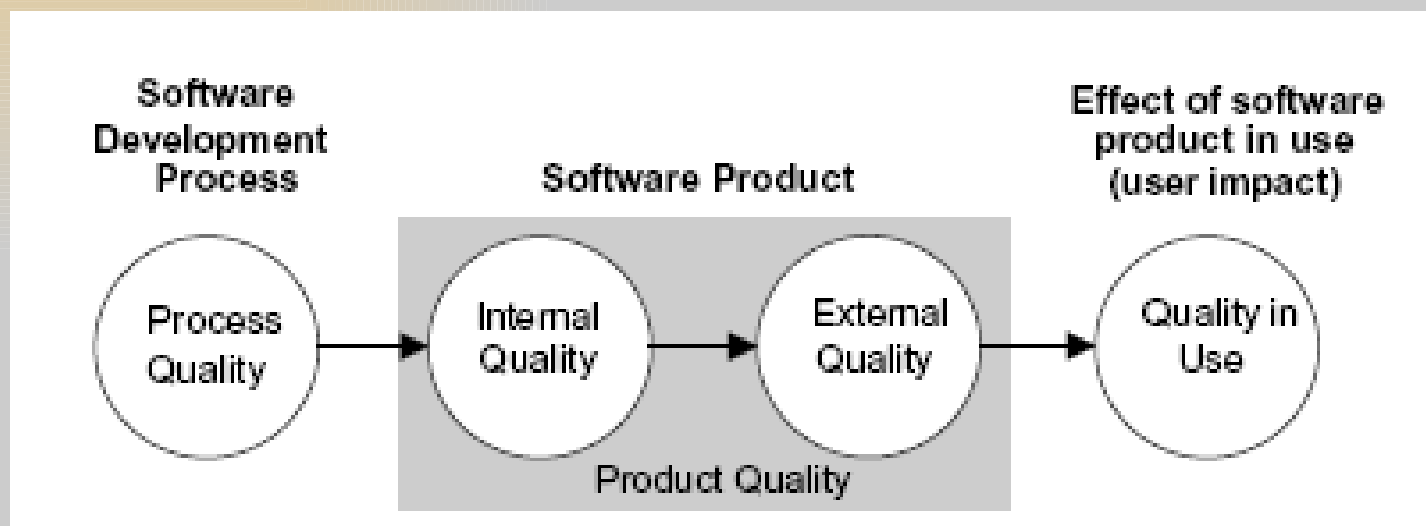 Software
Development
Process
Software Product
Effect of software
product in use
(user impact)
Process
Quality
Internal
Quality
External
Quality
Quality in
Use
Product Quality